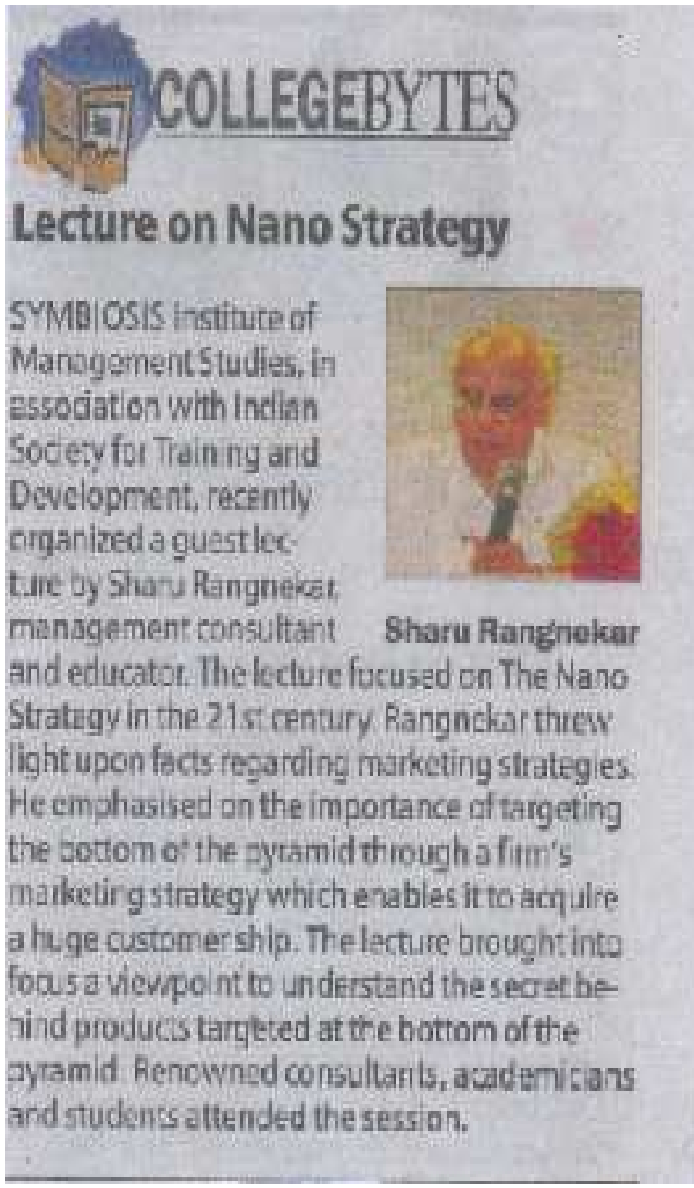 COLLEGEBYTES
Lecture on Nano Strategy
SYMBIOSIS Institute of
Management Studies, in
association with Indian
Society for Training and
Development, recently
organized a guest lec-
ture by Sharu Rangnekar,
management consultant
Sharu Rangnekar
and educator. The lecture focused on The Nano
Strategy in the 21st century. Rangnekar threw
light upon facts regarding marketing strategies.
He emphasised on the importance of targeting
the bottom of the pyramid through a firm's
marketing strategy which enables it to acquire
a huge customer ship. The lecture brought into
focus a viewpoint to understand the secret be-
hind products targeted at the bottom of the
pyramid. Renowned consultants, academicians
and students attended the session.